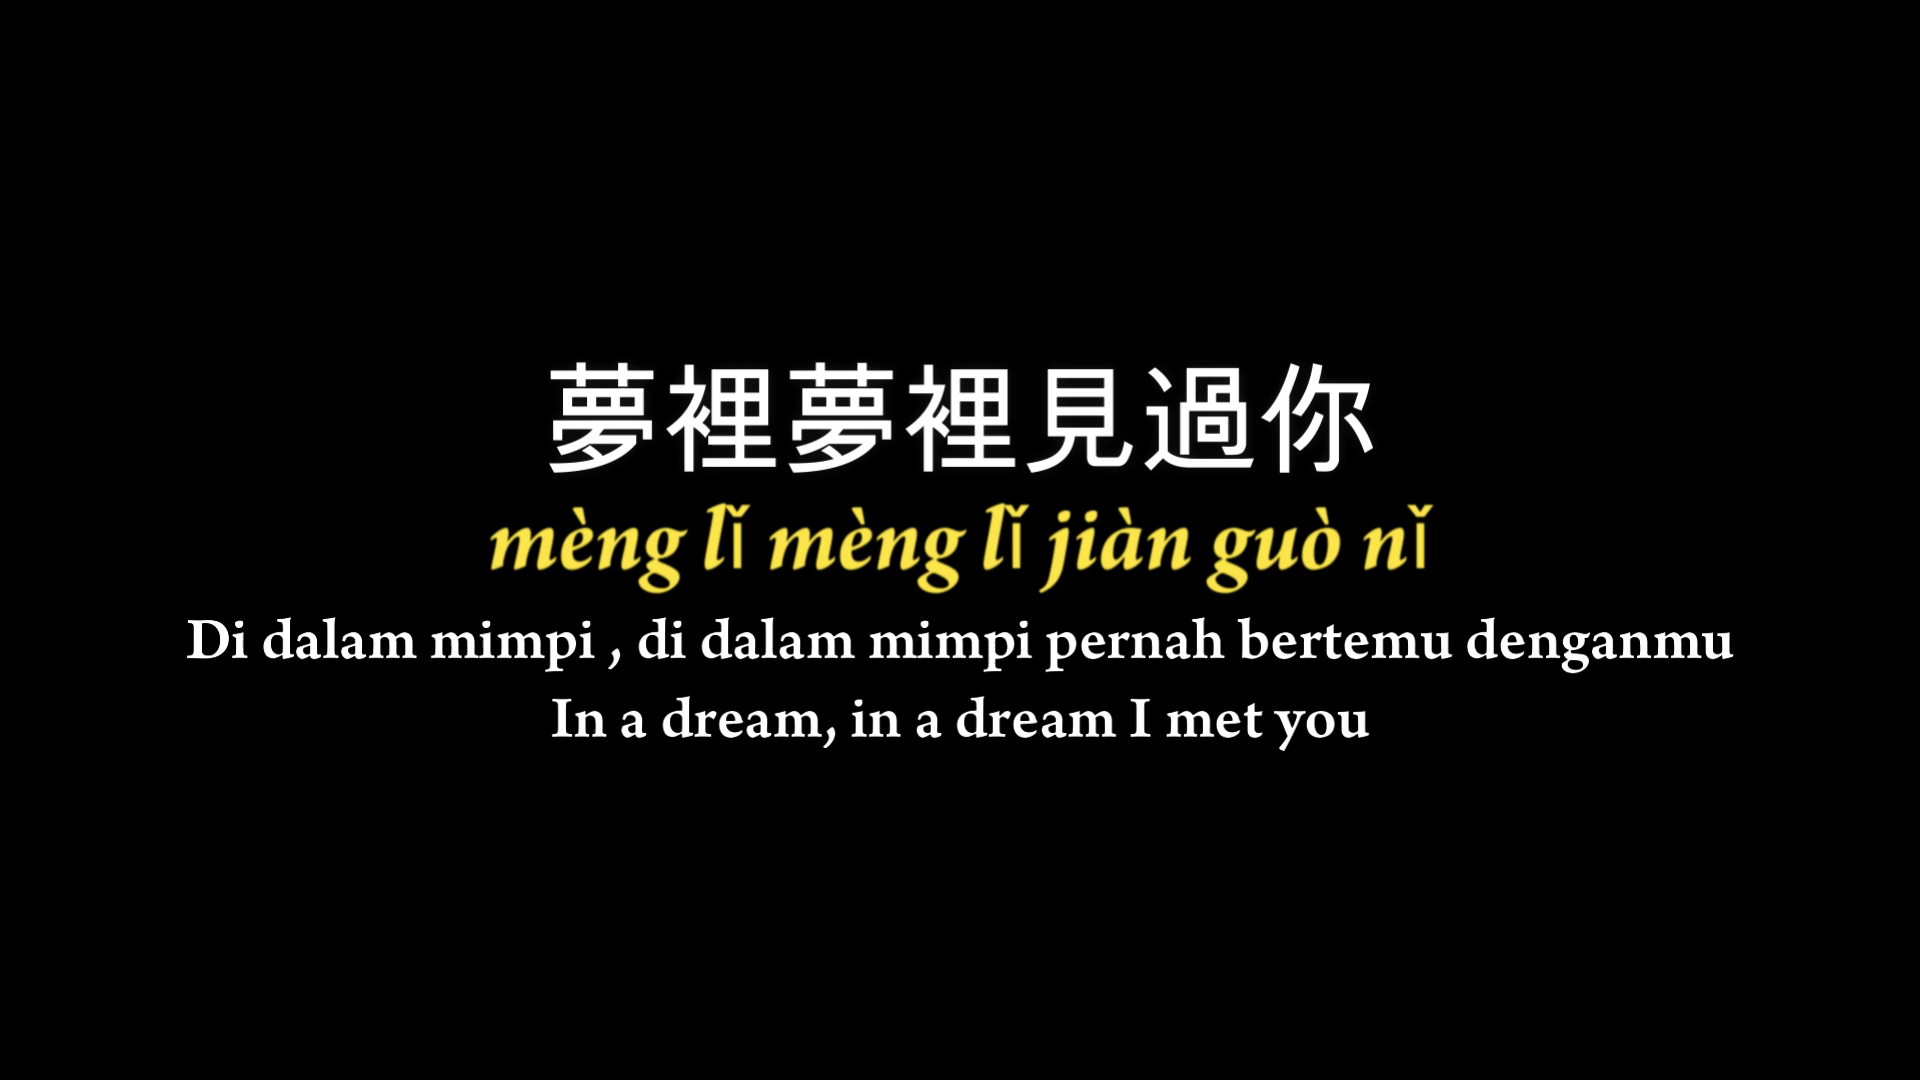 夢裡夢裡見過你
mèng lǐ mèng lǐ jiàn guò nǐ
Di dalam mimpi , di dalam mimpi pernah bertemu denganmu
In a dream, in a dream I met you